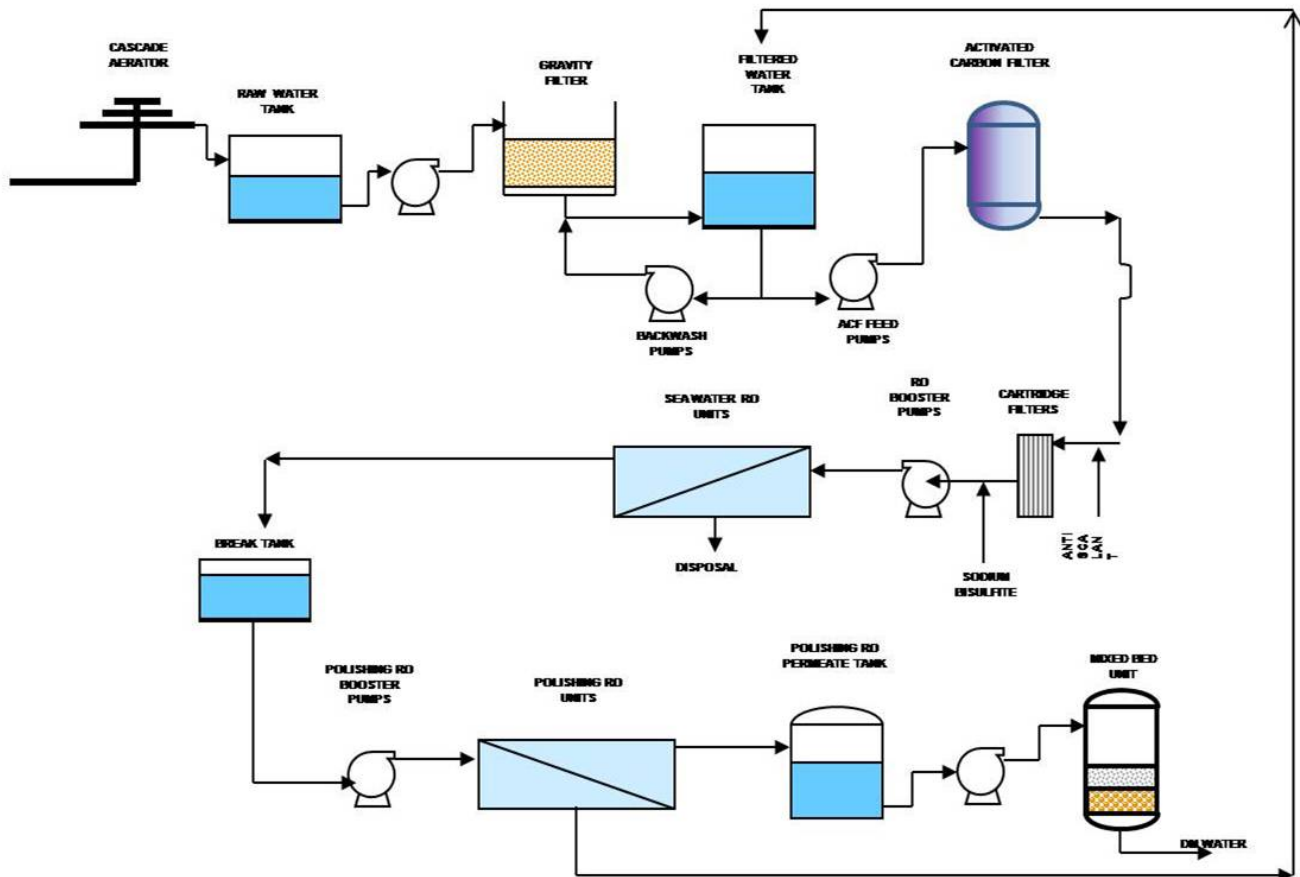 CASCADE
AERATOR
RAW WATER
TANK
GRAVITY
FILTER
FILTERED
WATER
TANK
ACTIVATED
CARBON FILTER
BACKWASH
PUMPS
ACF FEED
PUMPS
SEA WATER RO
UNITS
RO
BOOSTER
PUMPS
CARTRIDGE
FILTERS
ANTI
SCA
LAN
T
SODIUM
BISULFITE
DISPOSAL
BREAK TANK
POLISHING RO
BOOSTER
PUMPS
POLISHING RO
UNITS
POLISHING RO
PERMEATE TANK
MIXED BED
UNIT
DM WATER